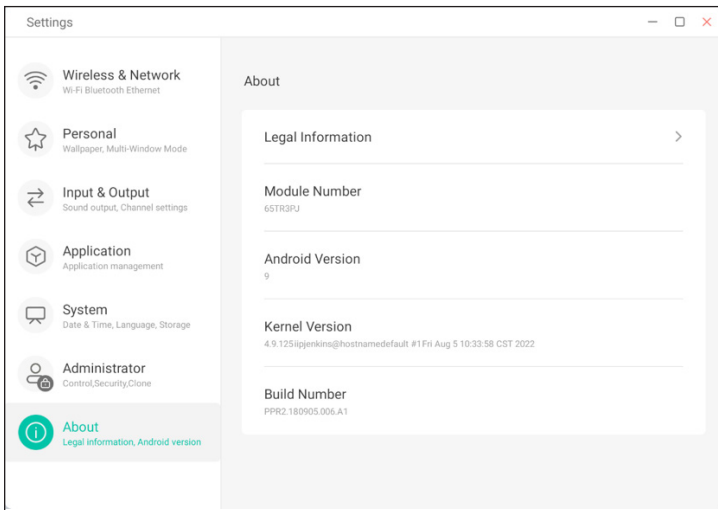 Settings
Wireless & Network
Wi-Fi Bluetooth Ethernet
Personal
Wallpaper, Multi-Window Mode
Input & Output
Sound output, Channel settings
Application
Application management
System
Date & Time, Language, Storage
Administrator
Control,Security,Clone
About
Legal information, Android version
About
Legal Information
Module Number
65TR3PJ
Android Version
9
Kernel Version
4.9.125iipjenkins@hostnamedefault #1Fri Aug 5 10:33:58 CST 2022
Build Number
PPR2.180905.006.A1